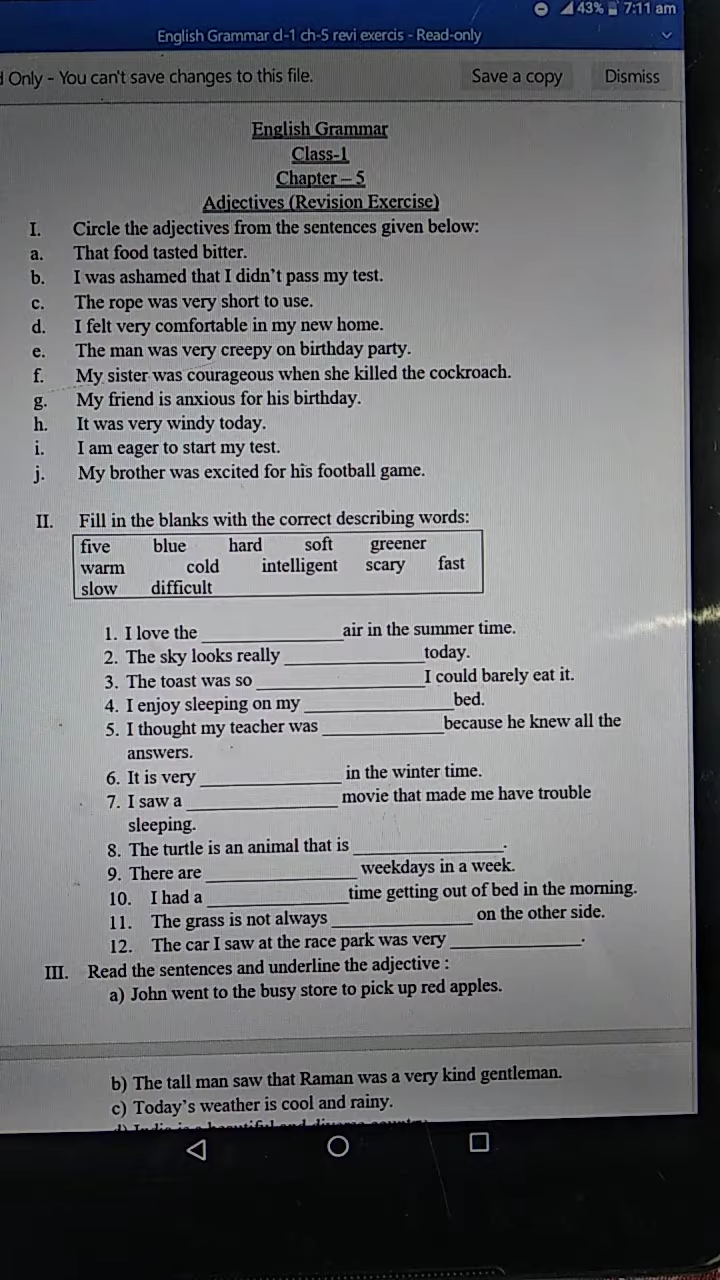 43% 7:11 am
English Grammar cl-1 ch-5 revi exercis - Read-only
Only - You can't save changes to this file. Save a copy Dismiss
English Grammar
Class-1
Chapter – 5
Adjectives (Revision Exercise)
I. Circle the adjectives from the sentences given below:
a. That food tasted bitter.
b. I was ashamed that I didn't pass my test.
c. The rope was very short to use.
d. I felt very comfortable in my new home.
e. The man was very creepy on birthday party.
f. My sister was courageous when she killed the cockroach.
g. My friend is anxious for his birthday.
h. It was very windy today.
i. I am eager to start my test.
j. My brother was excited for his football game.
II. Fill in the blanks with the correct describing words:
five blue hard soft greener
warm cold intelligent scary fast
slow difficult
1. I love the ______________ air in the summer time.
2. The sky looks really ______________ today.
3. The toast was so ________________ I could barely eat it.
4. I enjoy sleeping on my ______________ bed.
5. I thought my teacher was ____________ because he knew all the
answers.
6. It is very ______________ in the winter time.
7. I saw a _______________ movie that made me have trouble
sleeping.
8. The turtle is an animal that is _______________.
9. There are _______________ weekdays in a week.
10. I had a ______________ time getting out of bed in the morning.
11. The grass is not always ______________ on the other side.
12. The car I saw at the race park was very _____________.
III. Read the sentences and underline the adjective :
a) John went to the busy store to pick up red apples.
b) The tall man saw that Raman was a very kind gentleman.
c) Today's weather is cool and rainy.
d) India is a beautiful and diverse country.